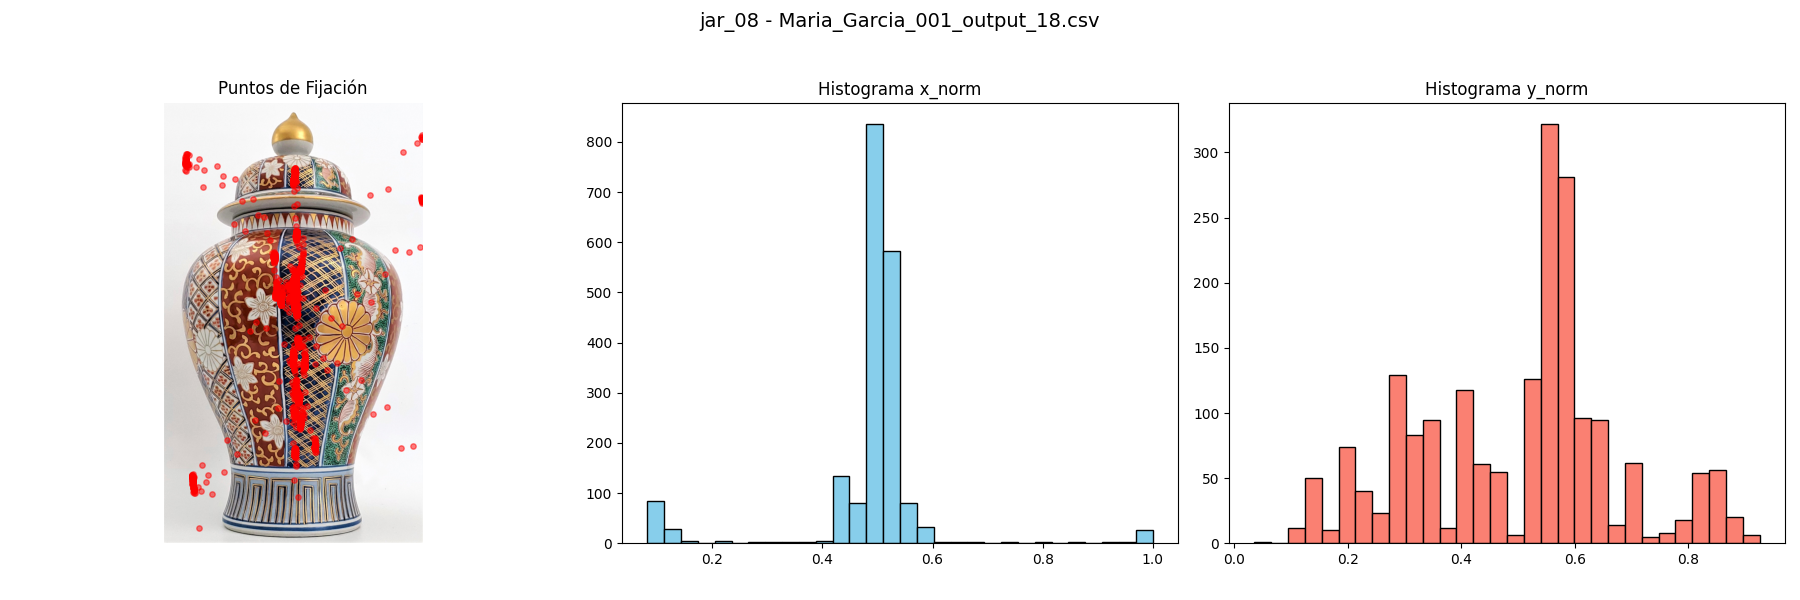 jar_08 - Maria_Garcia_001_output_18.csv
Puntos de Fijación
Histograma x_norm
800
700
600
500
400
300
200
100
0
0.2 0.4 0.6 0.8 1.0
Histograma y_norm
300
250
200
150
100
50
0
0.0 0.2 0.4 0.6 0.8